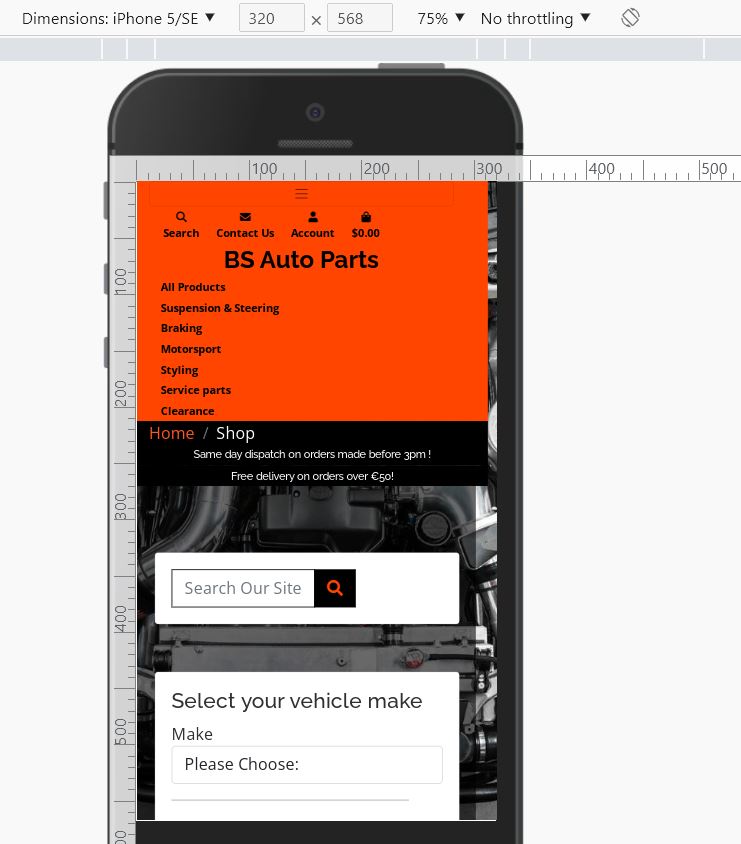 Dimensions: iPhone 5/SE ▼ 320 × 568 75% ▼ No throttling ▼
100 200 300 400 500
Search Contact Us Account $0.00
BS Auto Parts
All Products
100
Suspension & Steering
Braking
Motorsport
Styling
Service parts
200
Clearance
Home / Shop
Same day dispatch on orders made before 3pm !
Free delivery on orders over €50!
300
Search Our Site
400
Select your vehicle make
Make
500
Please Choose: